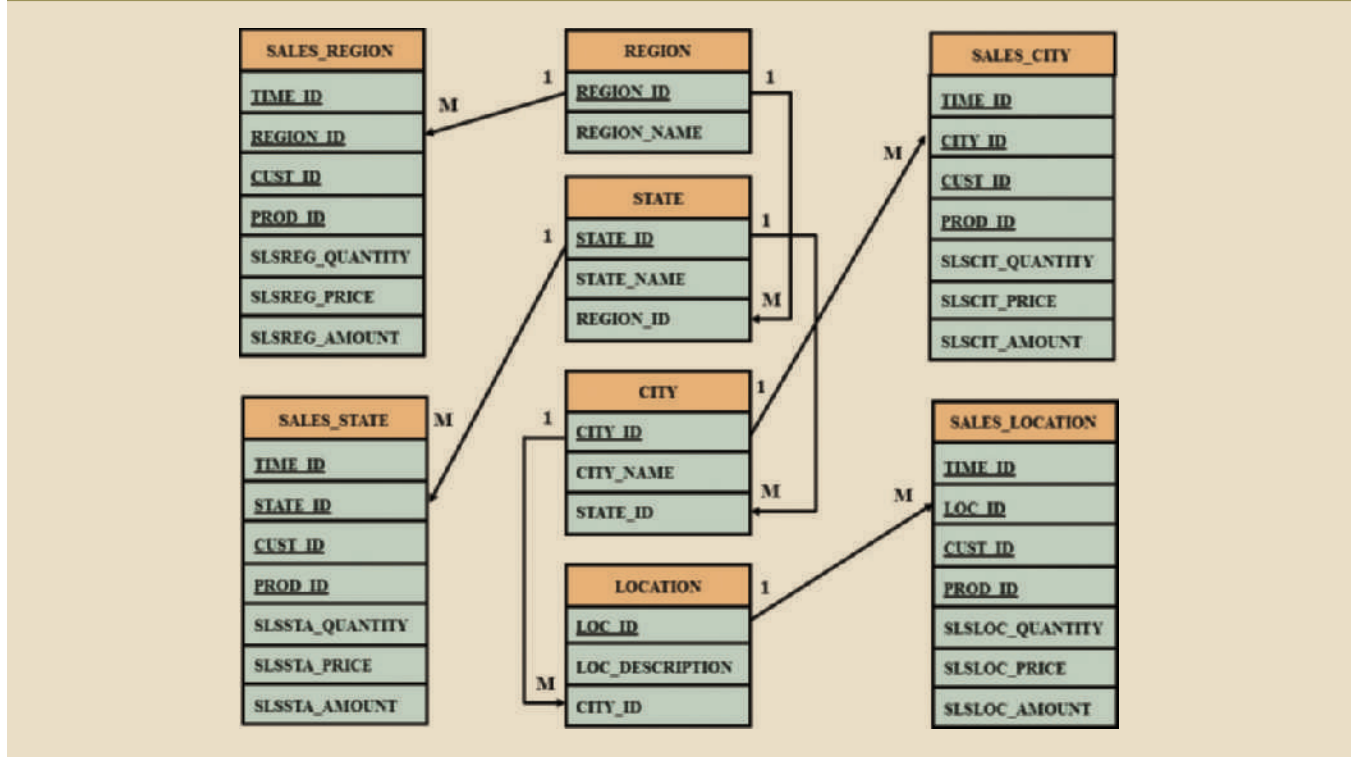 SALES_REGION
TIME_ID
REGION_ID
CUST_ID
PROD_ID
SLSREG_QUANTITY
SLSREG_PRICE
SLSREG_AMOUNT
M
1
REGION
REGION_ID
REGION_NAME
1
STATE
STATE_ID
STATE_NAME
REGION_ID
1
1
M
SALES_CITY
TIME_ID
CITY_ID
CUST_ID
PROD_ID
SLSCIT_QUANTITY
SLSCIT_PRICE
SLSCIT_AMOUNT
M
SALES_STATE
TIME_ID
STATE_ID
CUST_ID
PROD_ID
SLSSTA_QUANTITY
SLSSTA_PRICE
SLSSTA_AMOUNT
M
CITY
CITY_ID
CITY_NAME
STATE_ID
1
1
M
LOCATION
LOC_ID
LOC_DESCRIPTION
CITY_ID
M
1
SALES_LOCATION
TIME_ID
LOC_ID
CUST_ID
PROD_ID
SLSLOC_QUANTITY
SLSLOC_PRICE
SLSLOC_AMOUNT
M